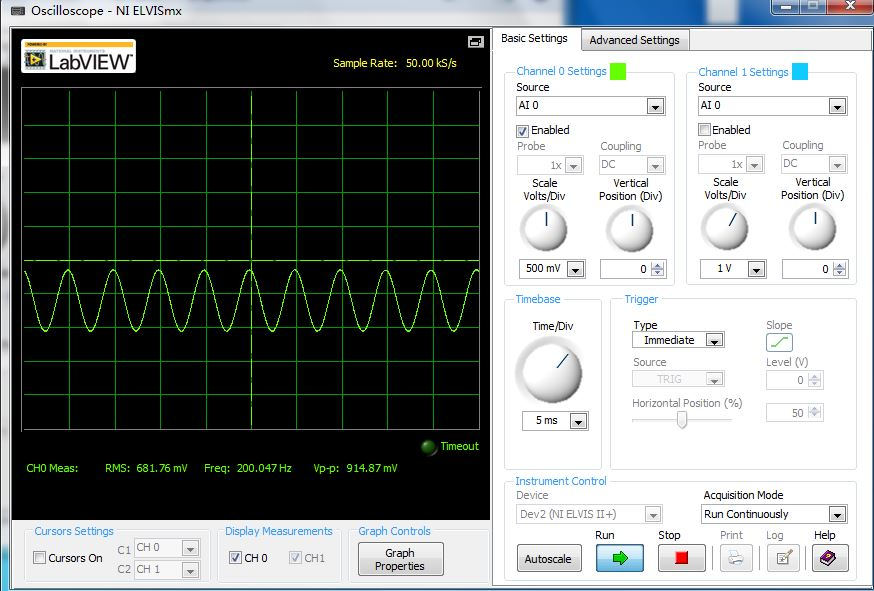 Oscilloscope - NI ELVISmx
POWERED BY
NATIONAL INSTRUMENTS
LabVIEW™
Sample Rate: 50.00 kS/s
Timeout
CH0 Meas: RMS: 681.76 mV Freq: 200.047 Hz Vp-p: 914.87 mV
Cursors Settings
Cursors On
C1 CH 0
C2 CH 1
Display Measurements
CH 0 CH1
Graph Controls
Graph
Properties
Basic Settings Advanced Settings
Channel 0 Settings
Source
AI 0
Enabled
Probe Coupling
1x DC
Scale Vertical
Volts/Div Position (Div)
500 mV 0
Channel 1 Settings
Source
AI 0
Enabled
Probe Coupling
1x DC
Scale Vertical
Volts/Div Position (Div)
1 V 0
Timebase
Time/Div
5 ms
Trigger
Type Slope
Immediate
Source Level (V)
TRIG 0
Horizontal Position (%)
50
Instrument Control
Device Acquisition Mode
Dev2 (NI ELVIS II+) Run Continuously
Run Stop Print Log Help
Autoscale